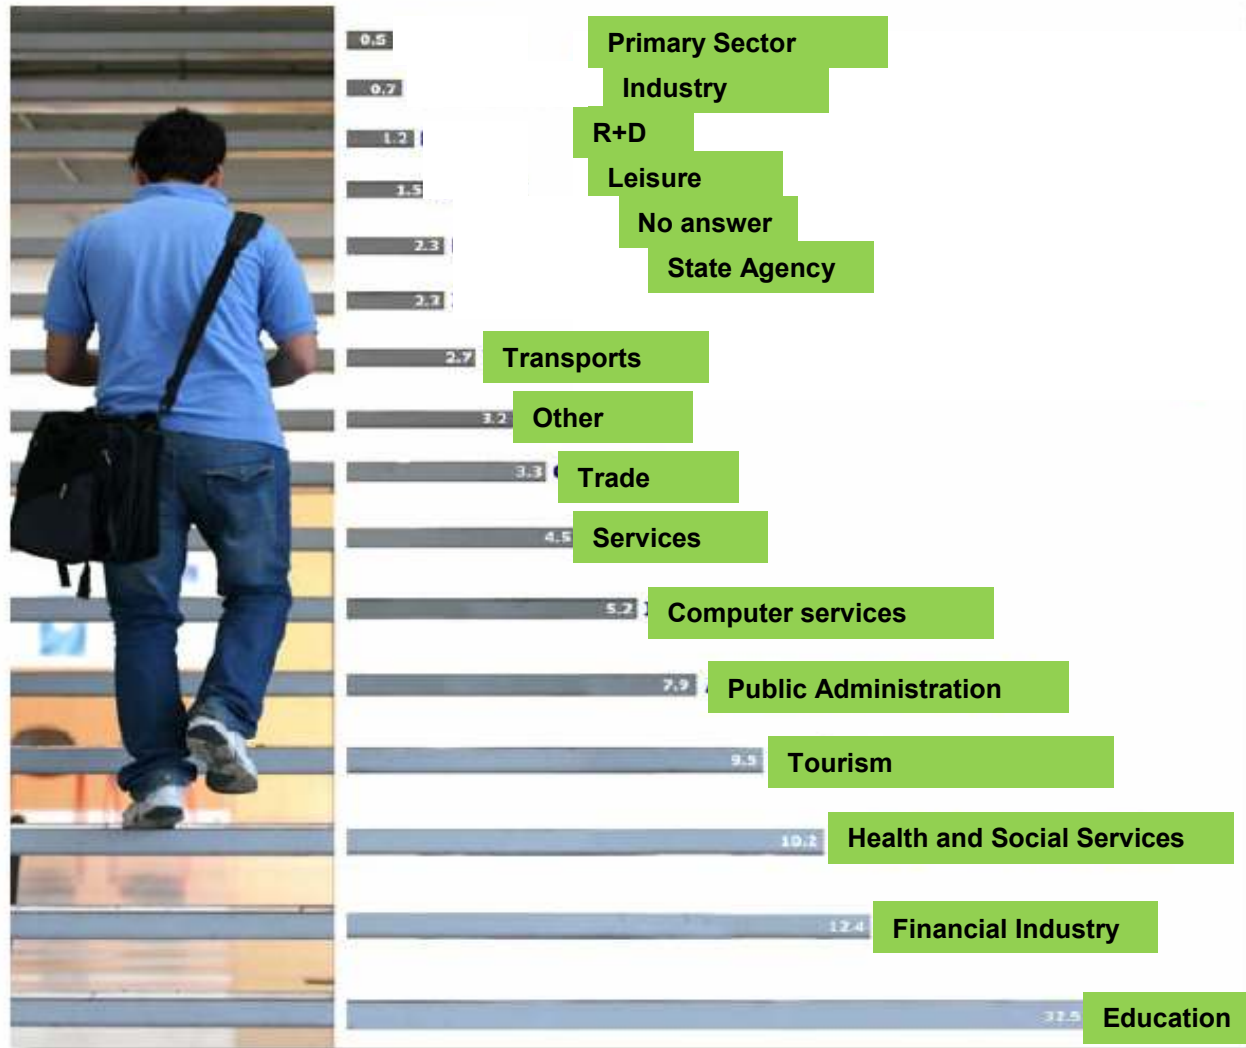 0.5 Primary Sector
0.7 Industry
1.2 R+D
1.5 Leisure
2.3 No answer
2.3 State Agency
2.7 Transports
3.2 Other
3.3 Trade
4.5 Services
5.2 Computer services
7.9 Public Administration
9.5 Tourism
10.2 Health and Social Services
12.4 Financial Industry
32.5 Education